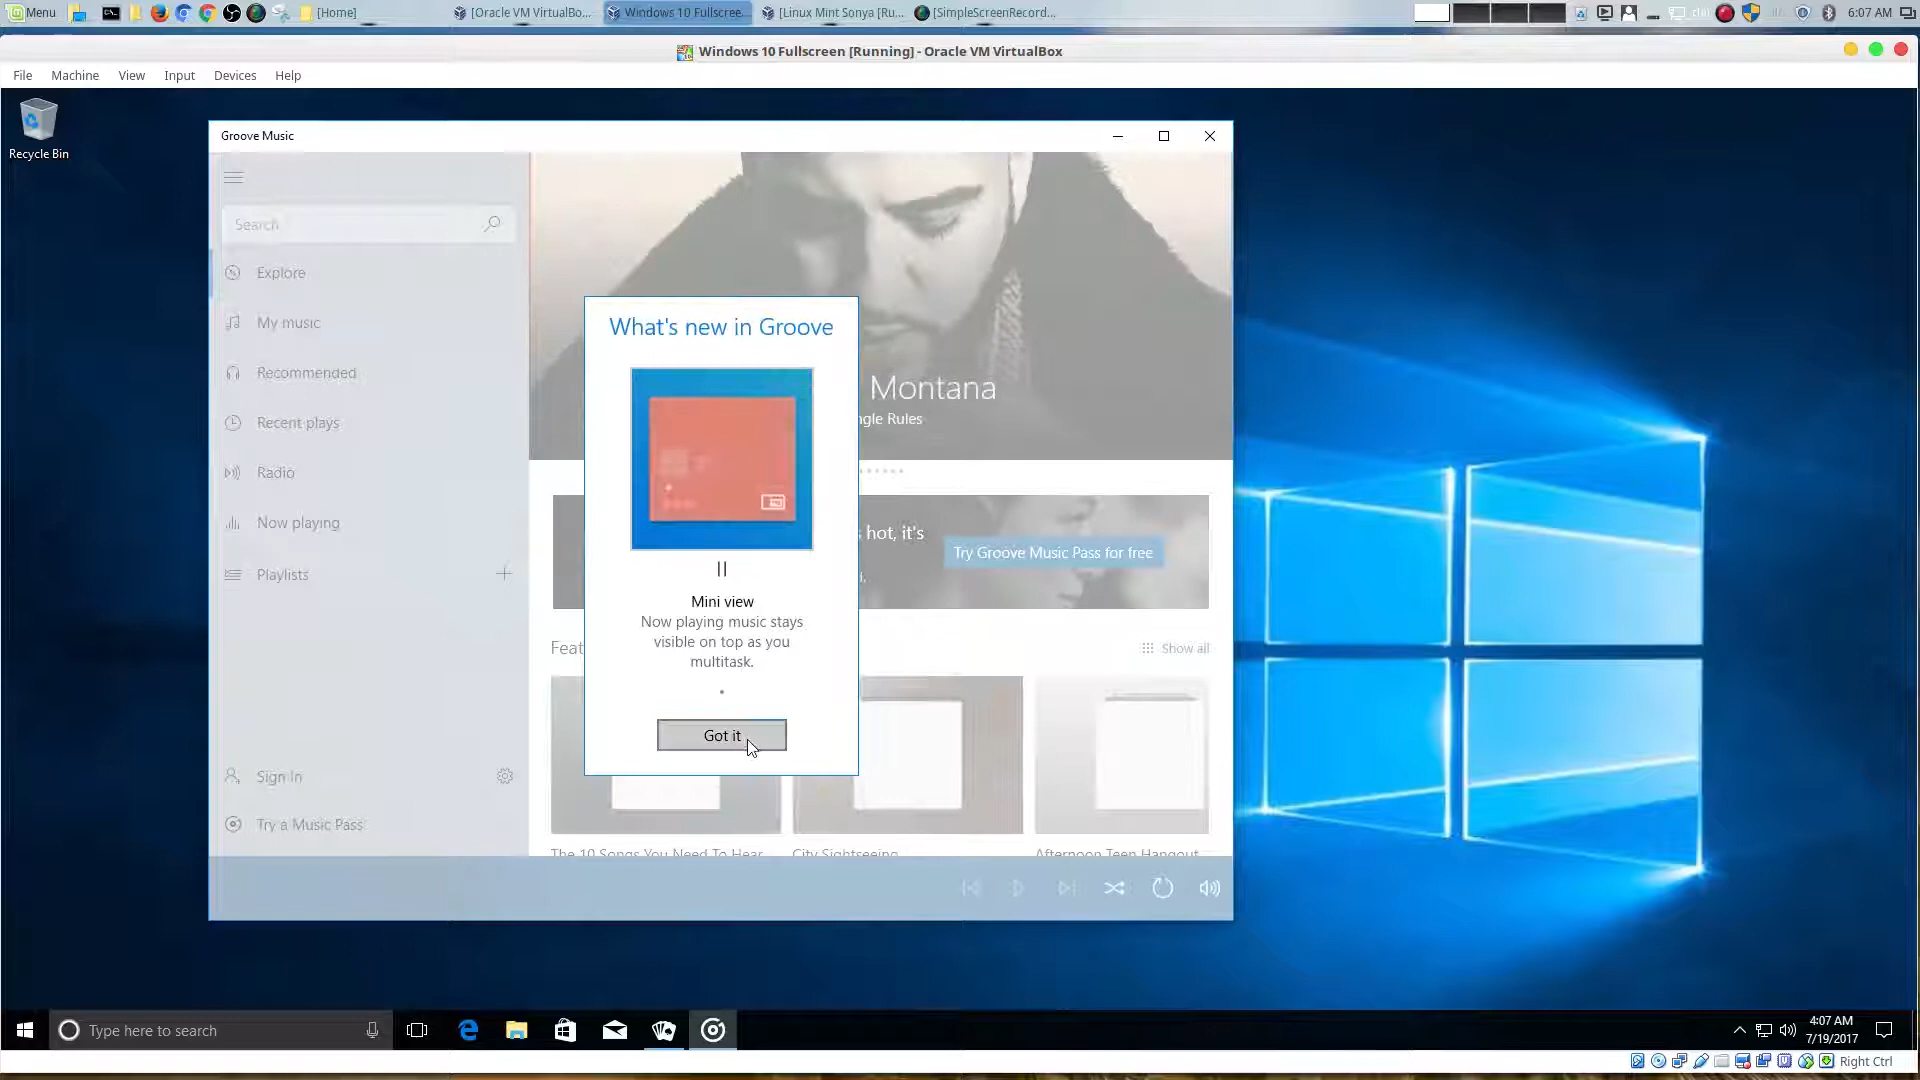 Menu
[Home]
[Oracle VM VirtualBo...
Windows 10 Fullscree...
[Linux Mint Sonya [Ru...
[SimpleScreenRecord...
6:07 AM
Windows 10 Fullscreen [Running] - Oracle VM VirtualBox
File
Machine
View
Input
Devices
Help
Recycle Bin
Groove Music
Search
Explore
My music
Recommended
Recent plays
Radio
Now playing
Playlists
Sign In
Try a Music Pass
Montana
ngle Rules
hot, it's
Try Groove Music Pass for free
Feat
Show all
The 10 Songs You Need To Hear
City Sightseeing
Afternoon Teen Hangout
What's new in Groove
Mini view
Now playing music stays
visible on top as you
multitask.
Got it
Type here to search
4:07 AM
7/19/2017
Right Ctrl